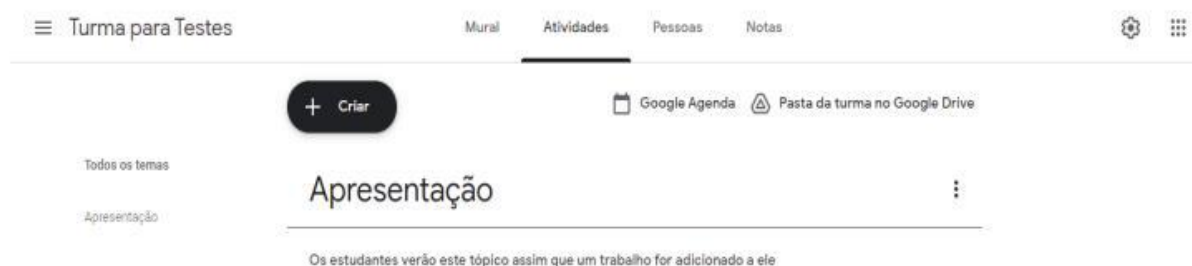 Turma para Testes Mural Atividades Pessoas Notas
+ Criar Google Agenda Pasta da turma no Google Drive
Todos os temas
Apresentação
Apresentação
Os estudantes verão este tópico assim que um trabalho for adicionado a ele